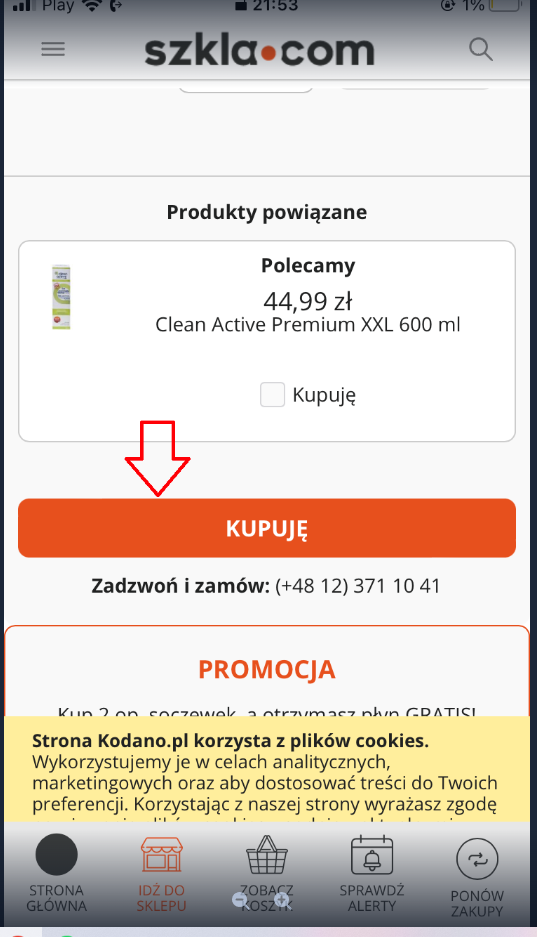 Play 21:53 1%
szkla.com
Produkty powiązane
Polecamy
44,99 zł
Clean Active Premium XXL 600 ml
Kupuję
KUPUJĘ
Zadzwoń i zamów: (+48 12) 371 10 41
PROMOCJA
Kup 2 op. soczewek, a otrzymasz płyn GRATIS!
Strona Kodano.pl korzysta z plików cookies.
Wykorzystujemy je w celach analitycznych,
marketingowych oraz aby dostosować treści do Twoich
preferencji. Korzystając z naszej strony wyrażasz zgodę
STRONA
GŁÓWNA
IDŹ DO
SKLEPU
ZOBACZ
KOSZYK
SPRAWDŹ
ALERTY
PONÓW
ZAKUPY